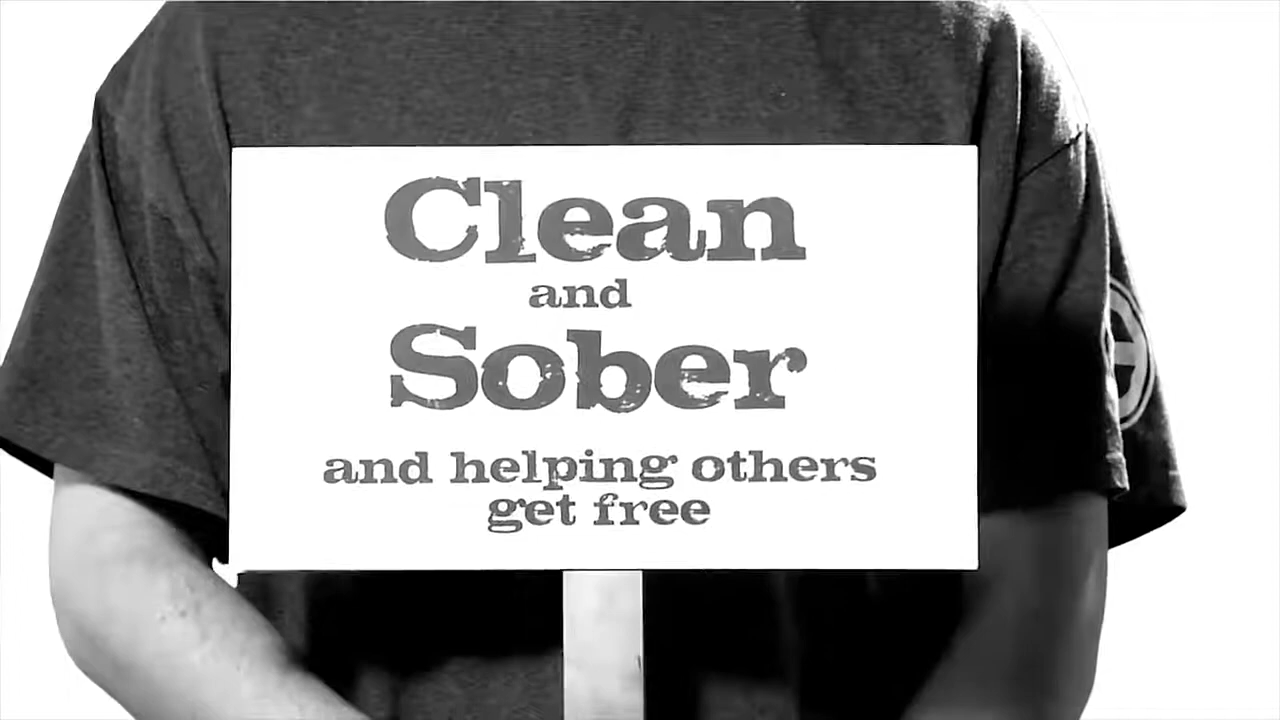 Clean
and
Sober
and helping others
get free